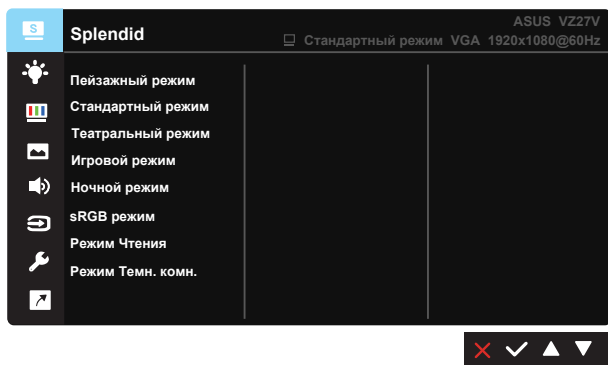 S
Splendid
ASUS VZ27V
Стандартный режим VGA 1920x1080@60Hz
Пейзажный режим
Стандартный режим
Театральный режим
Игровой режим
Ночной режим
sRGB режим
Режим Чтения
Режим Темн. комн.